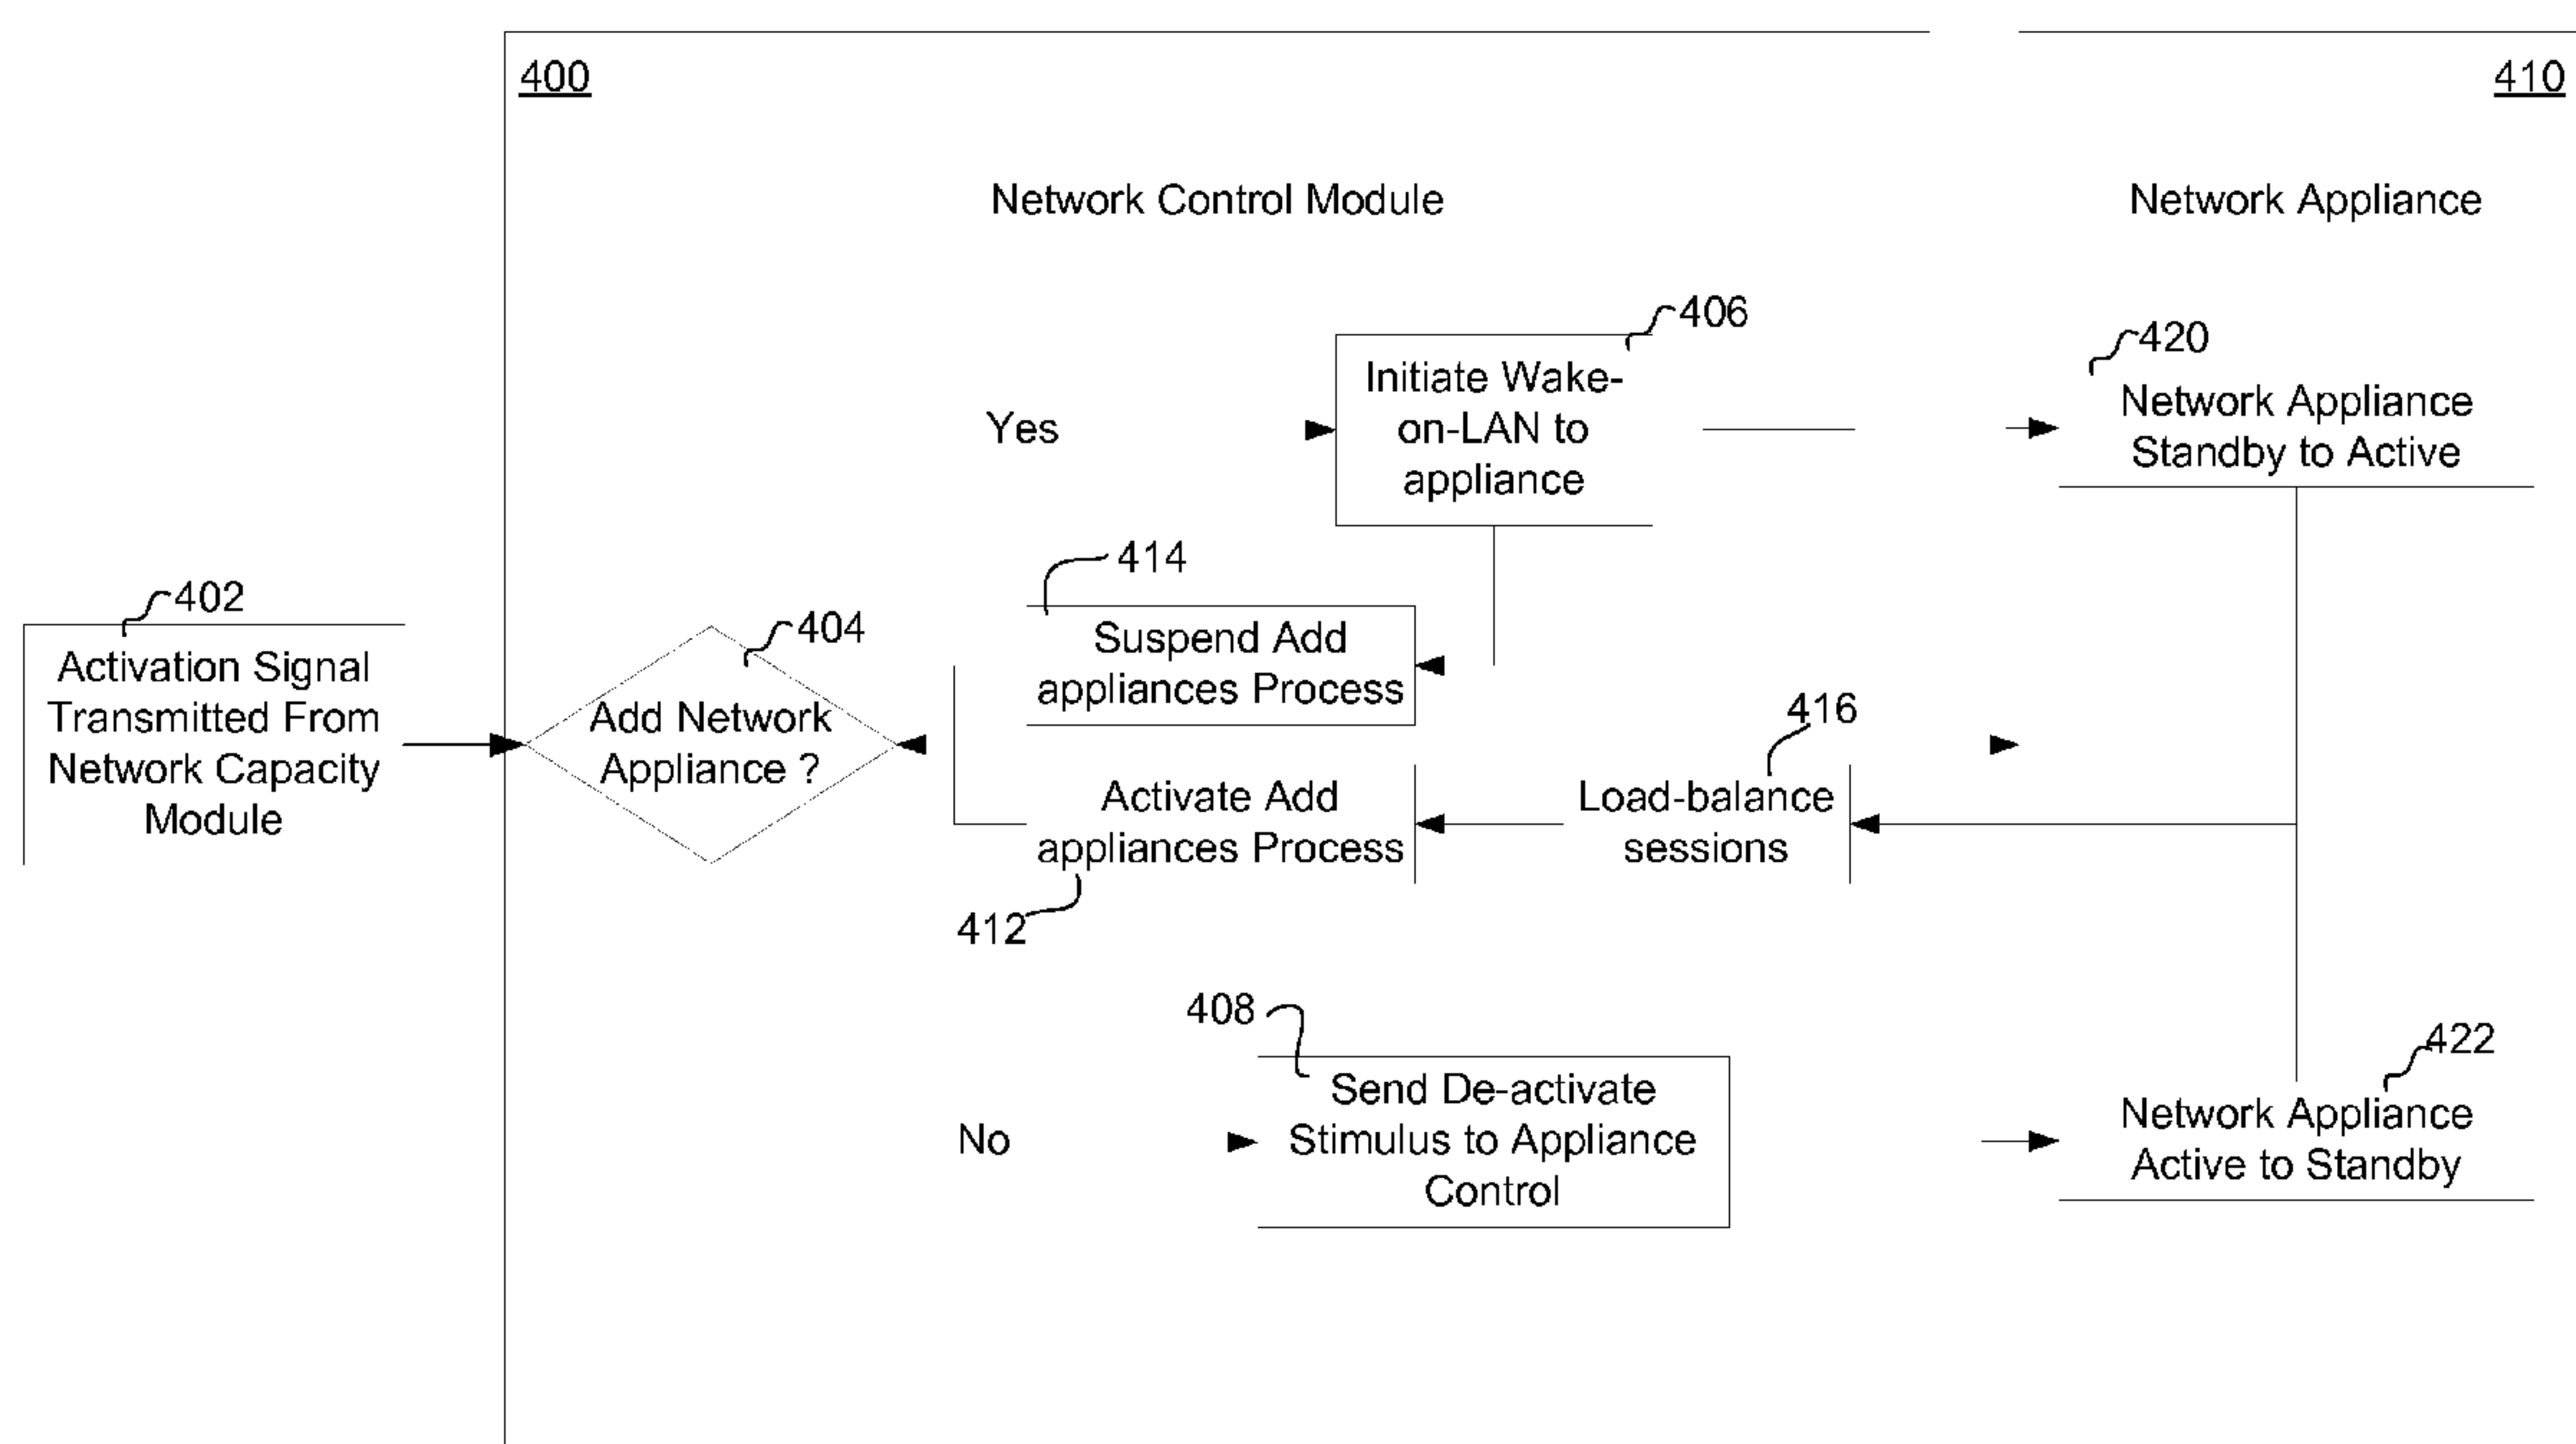 400
410
Network Control Module
Network Appliance
406
Initiate Wake-
on-LAN to
appliance
Yes
420
Network Appliance
Standby to Active
414
Suspend Add
appliances Process
402
Activation Signal
Transmitted From
Network Capacity
Module
404
Add Network
Appliance ?
416
Load-balance
sessions
Activate Add
appliances Process
412
408
Send De-activate
Stimulus to Appliance
Control
No
422
Network Appliance
Active to Standby